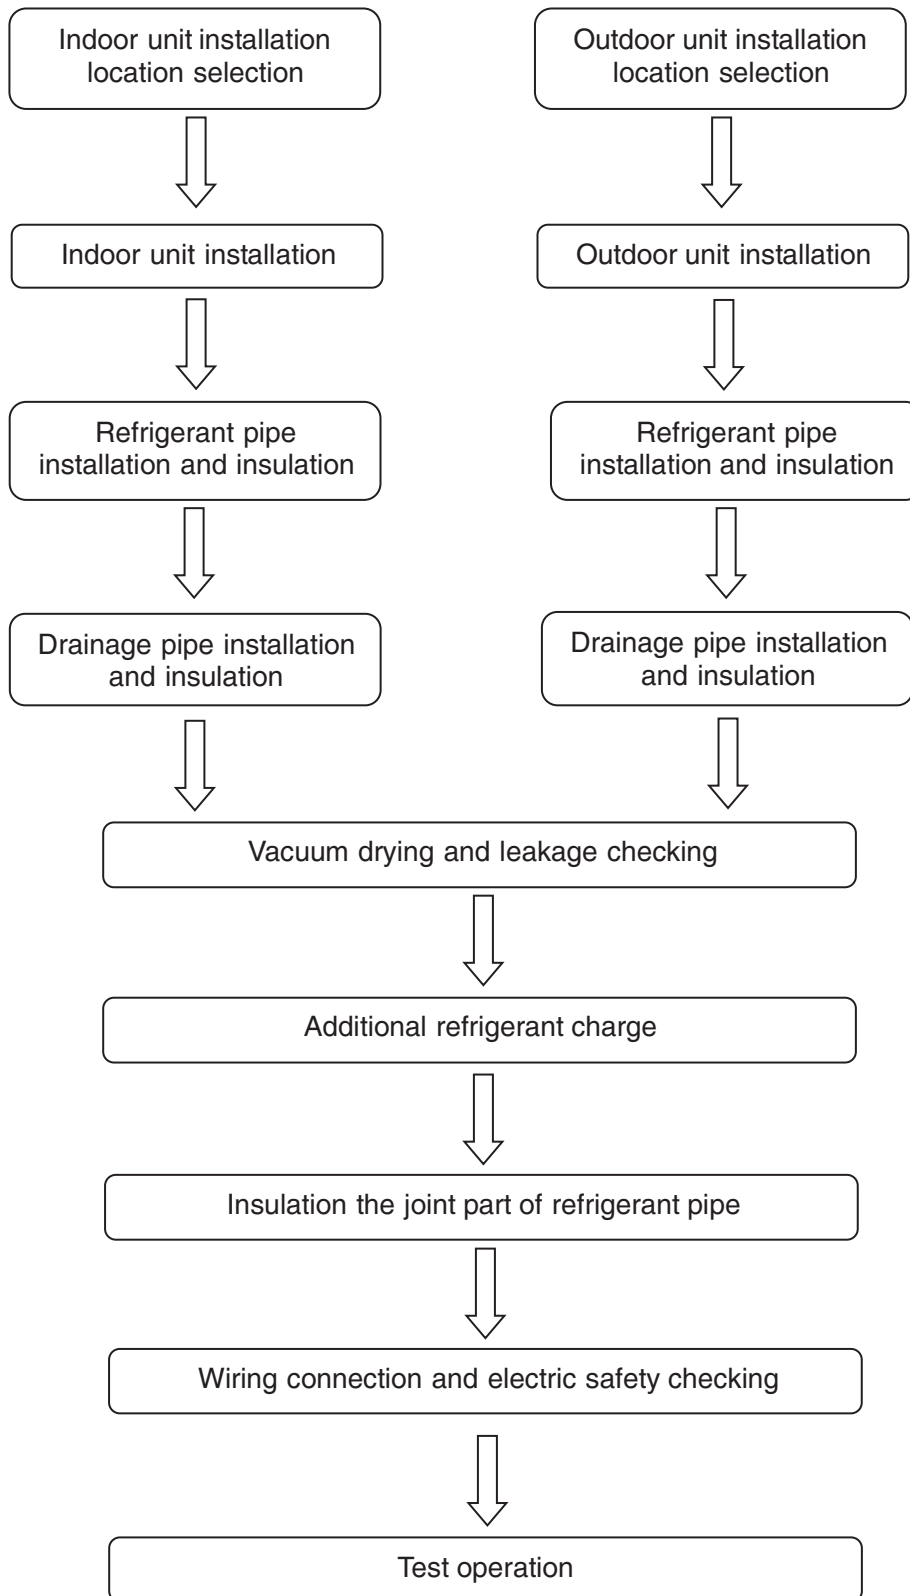 Indoor unit installation
location selection
Outdoor unit installation
location selection
Indoor unit installation
Outdoor unit installation
Refrigerant pipe
installation and insulation
Refrigerant pipe
installation and insulation
Drainage pipe installation
and insulation
Drainage pipe installation
and insulation
Vacuum drying and leakage checking
Additional refrigerant charge
Insulation the joint part of refrigerant pipe
Wiring connection and electric safety checking
Test operation